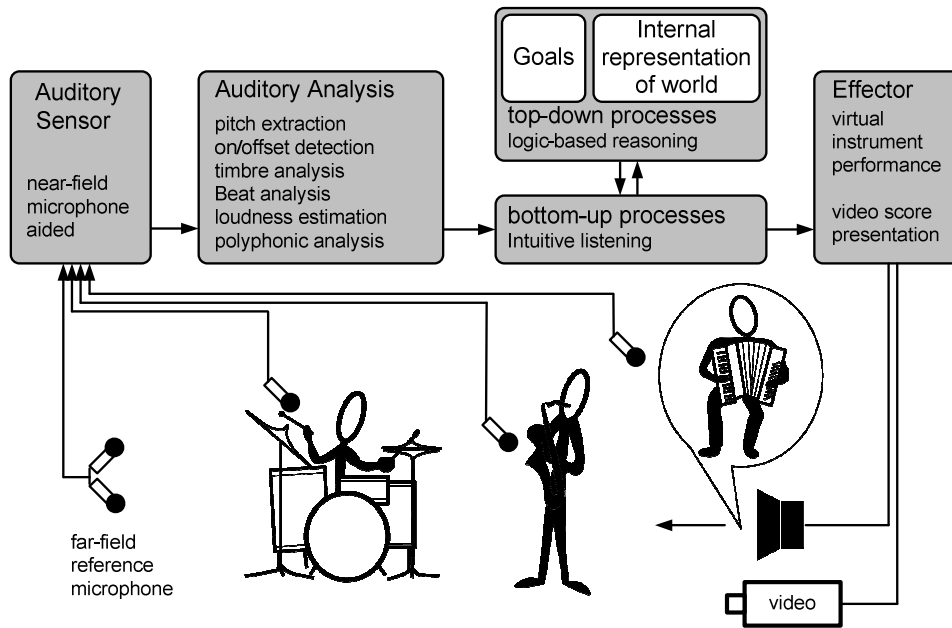 Auditory
Sensor
near-field
microphone
aided
Auditory Analysis
pitch extraction
on/offset detection
timbre analysis
Beat analysis
loudness estimation
polyphonic analysis
Goals
Internal
representation
of world
top-down processes
logic-based reasoning
bottom-up processes
Intuitive listening
Effector
virtual
instrument
performance
video score
presentation
far-field
reference
microphone
video